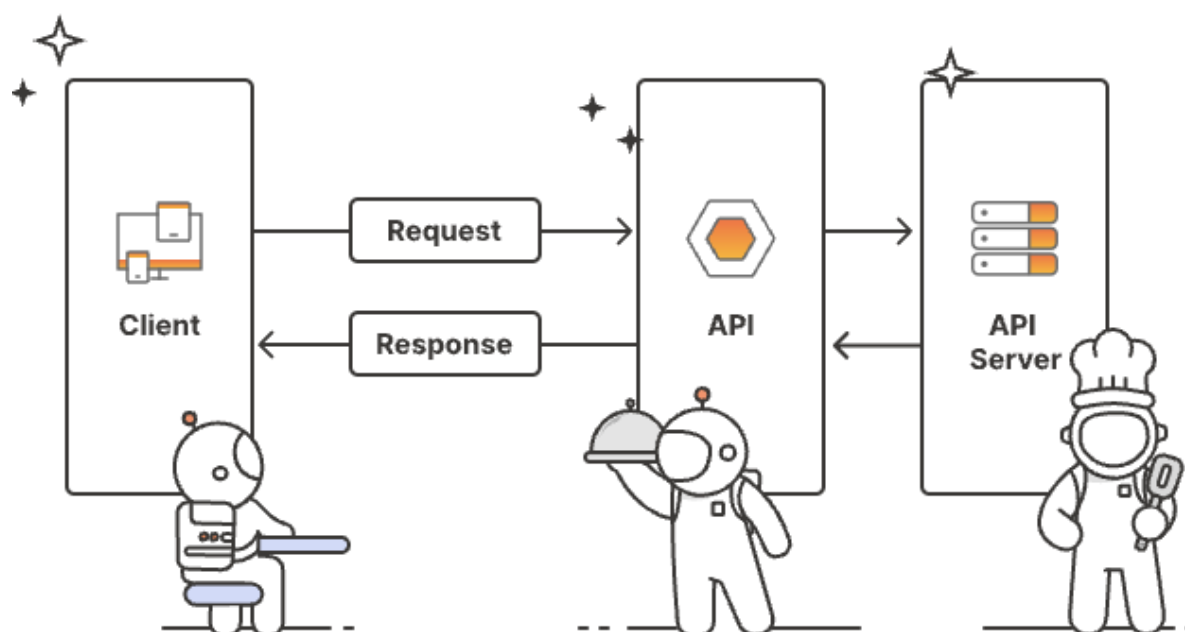 Request
Client
Response
API
API
Server